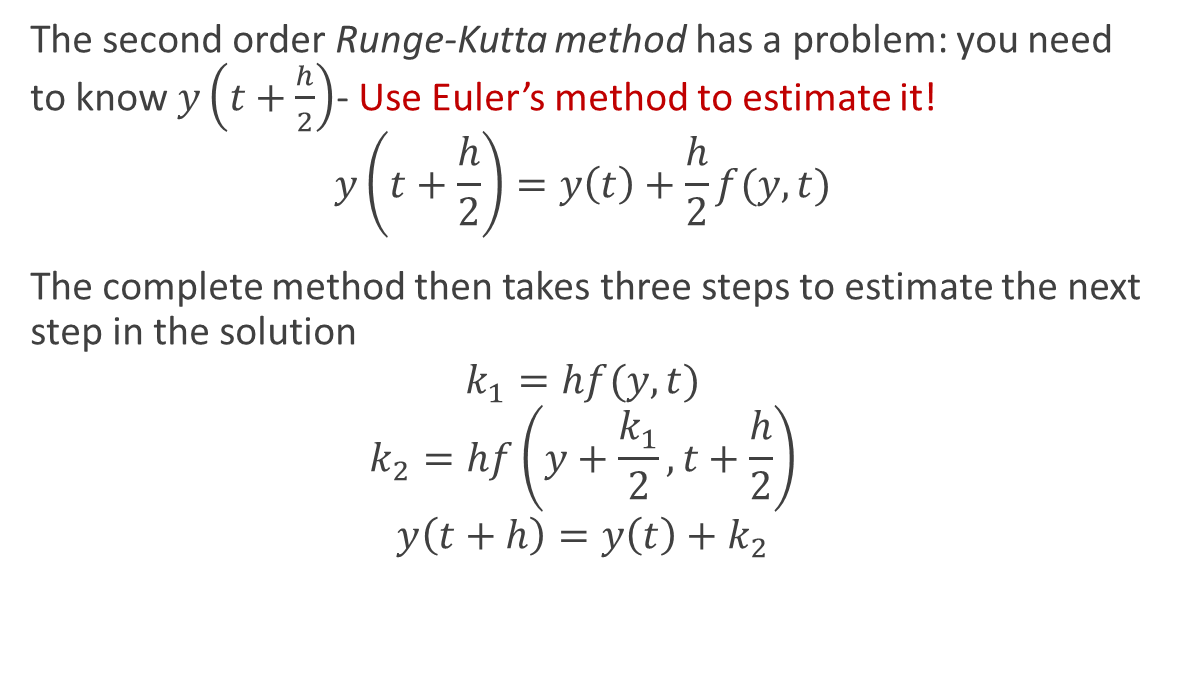 The second order Runge-Kutta method has a problem: you need
to know y(t + h/2)- Use Euler’s method to estimate it!
y(t + h/2) = y(t) + h/2 f(y, t)
The complete method then takes three steps to estimate the next
step in the solution
k₁ = hf(y, t)
k₂ = hf(y + k₁/2, t + h/2)
y(t + h) = y(t) + k₂